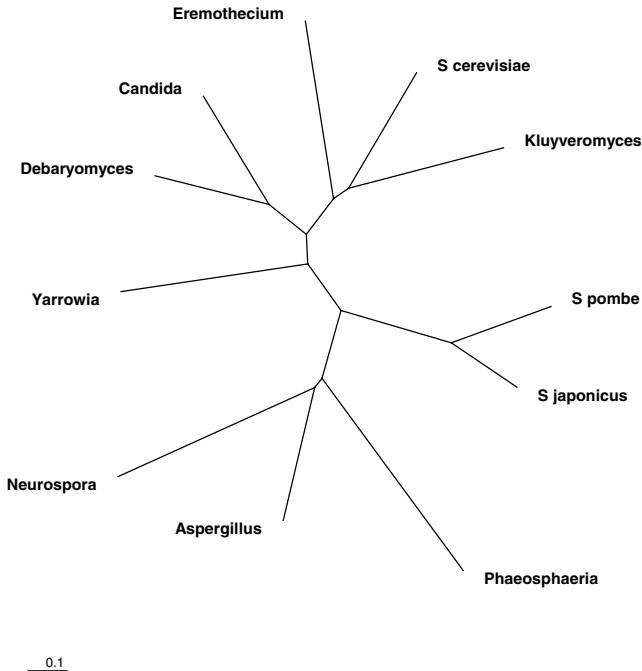 Eremothecium
S cerevisiae
Candida
Kluyveromyces
Debaryomyces
Yarrowia
S pombe
S japonicus
Neurospora
Aspergillus
Phaeosphaeria
0.1